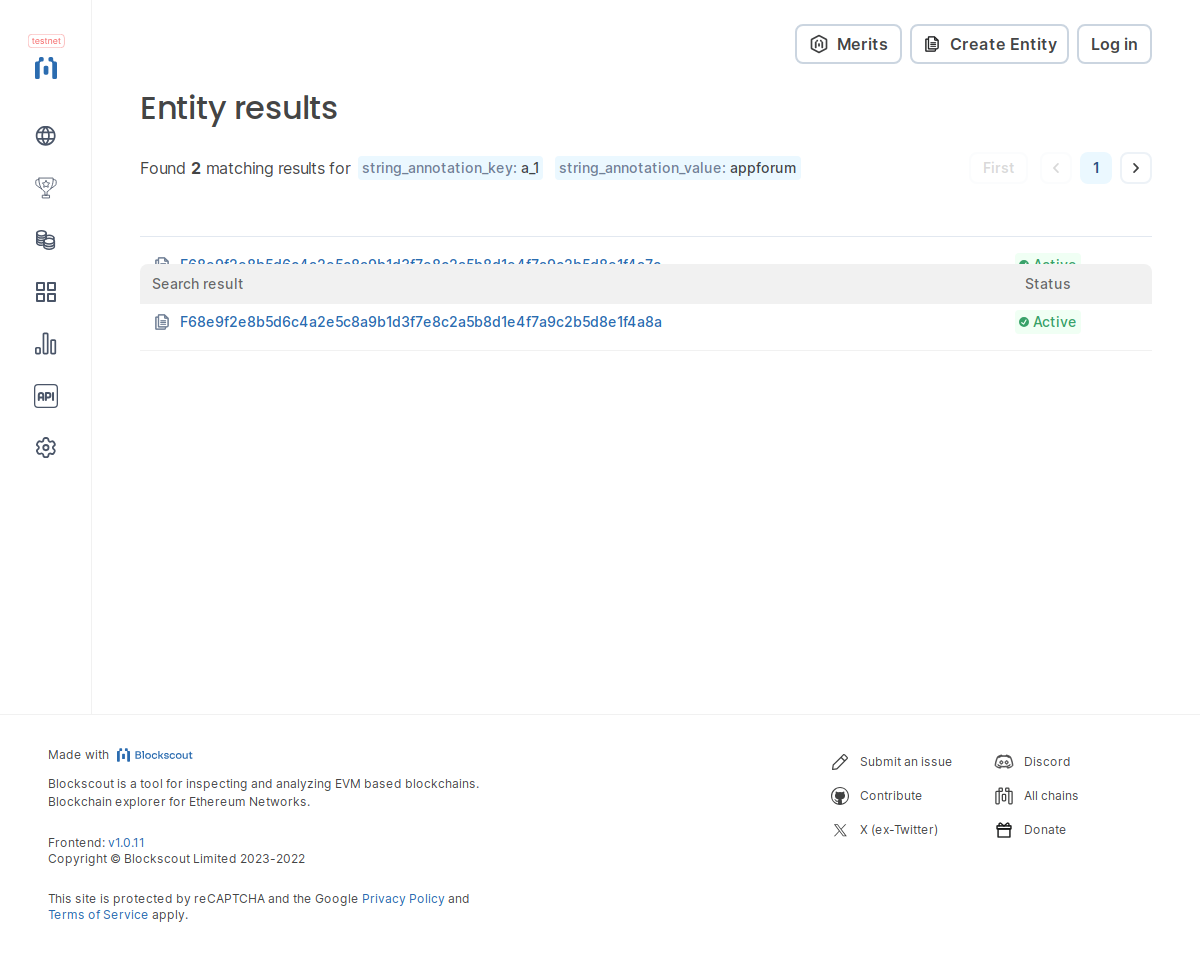 testnet
Merits
Create Entity
Log in
Entity results
Found 2 matching results for string_annotation_key: a_1 string_annotation_value: appforum
First
1
Search result
Status
F68e9f2e8b5d6c4a2e5c8a9b1d3f7e8c2a5b8d1e4f7a9c2b5d8e1f4a8a
Active
API
Made with Blockscout
Blockscout is a tool for inspecting and analyzing EVM based blockchains.
Blockchain explorer for Ethereum Networks.
Frontend: v1.0.11
Copyright © Blockscout Limited 2023-2022
This site is protected by reCAPTCHA and the Google Privacy Policy and
Terms of Service apply.
Submit an issue
Discord
Contribute
All chains
X (ex-Twitter)
Donate